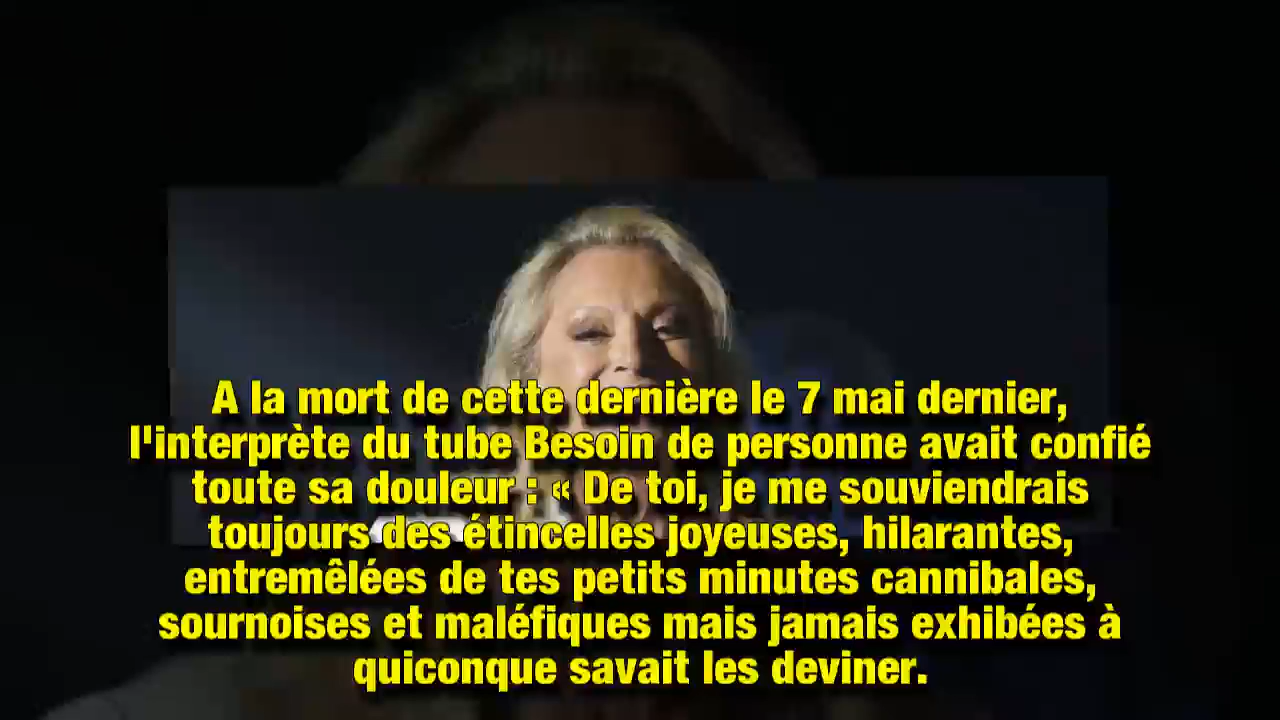 A la mort de cette dernière le 7 mai dernier,
l'interprète du tube Besoin de personne avait confié
toute sa douleur : « De toi, je me souviendrais
toujours des étincelles joyeuses, hilarantes,
entremêlées de tes petits minutes cannibales,
sournoises et maléfiques mais jamais exhibées à
quiconque savait les deviner.